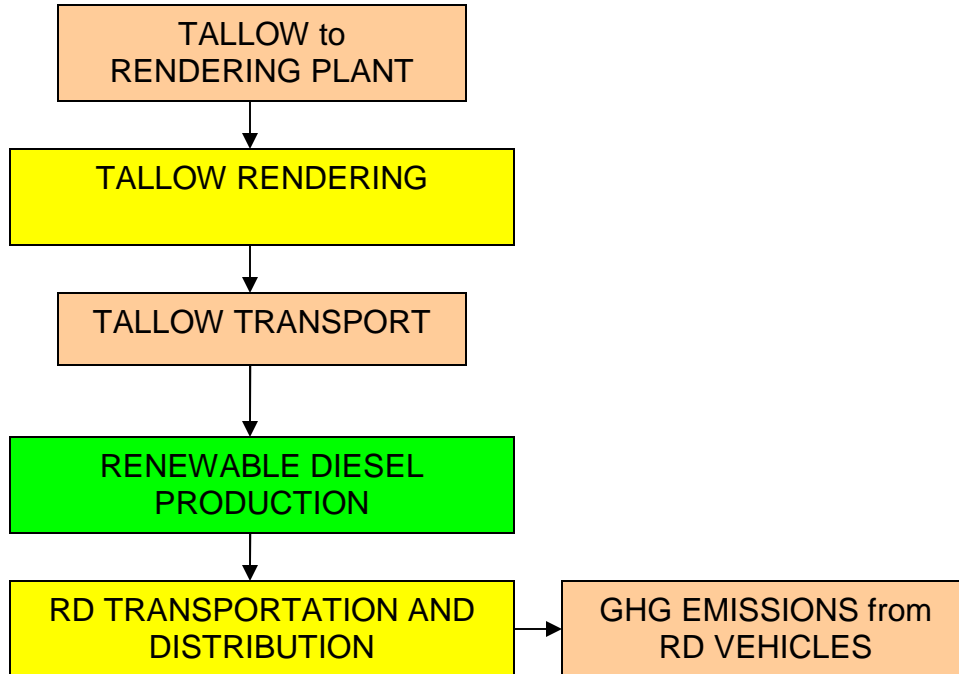 TALLOW to
RENDERING PLANT
TALLOW RENDERING
TALLOW TRANSPORT
RENEWABLE DIESEL
PRODUCTION
RD TRANSPORTATION AND
DISTRIBUTION
GHG EMISSIONS from
RD VEHICLES